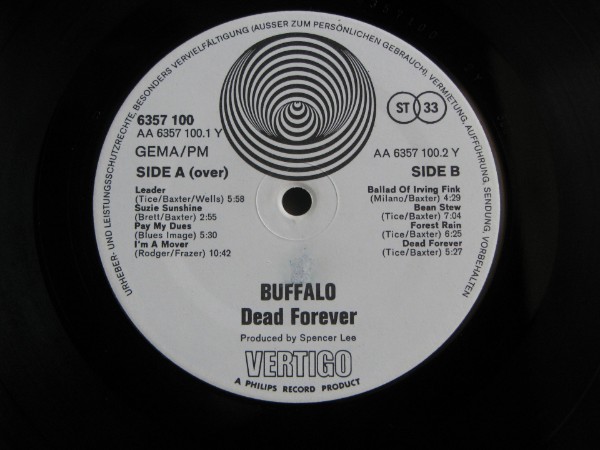 URHEBER- UND LEISTUNGSSCHUTZRECHTE, BESONDERS VERVIELFÄLTIGUNG (AUSSER ZUM PERSÖNLICHEN GEBRAUCH), VERMIETUNG, AUFFÜHRUNG, SENDUNG, VORBEHALTEN
6357 100
AA 6357 100.1 Y
GEMA/PM
SIDE A (over)
Leader
(Tice/Baxter/Wells) 5:58
Suzie Sunshine
(Brett/Baxter) 2:55
Pay My Dues
(Blues Image) 5:30
I'm A Mover
(Rodger/Frazer) 10:42
ST 33
AA 6357 100.2 Y
SIDE B
Ballad Of Irving Fink
(Milano/Baxter) 4:29
Bean Stew
(Tice/Baxter) 7:04
Forest Rain
(Tice/Baxter) 6:25
Dead Forever
(Tice/Baxter) 5:27
BUFFALO
Dead Forever
Produced by Spencer Lee
VERTIGO
A PHILIPS RECORD PRODUCT